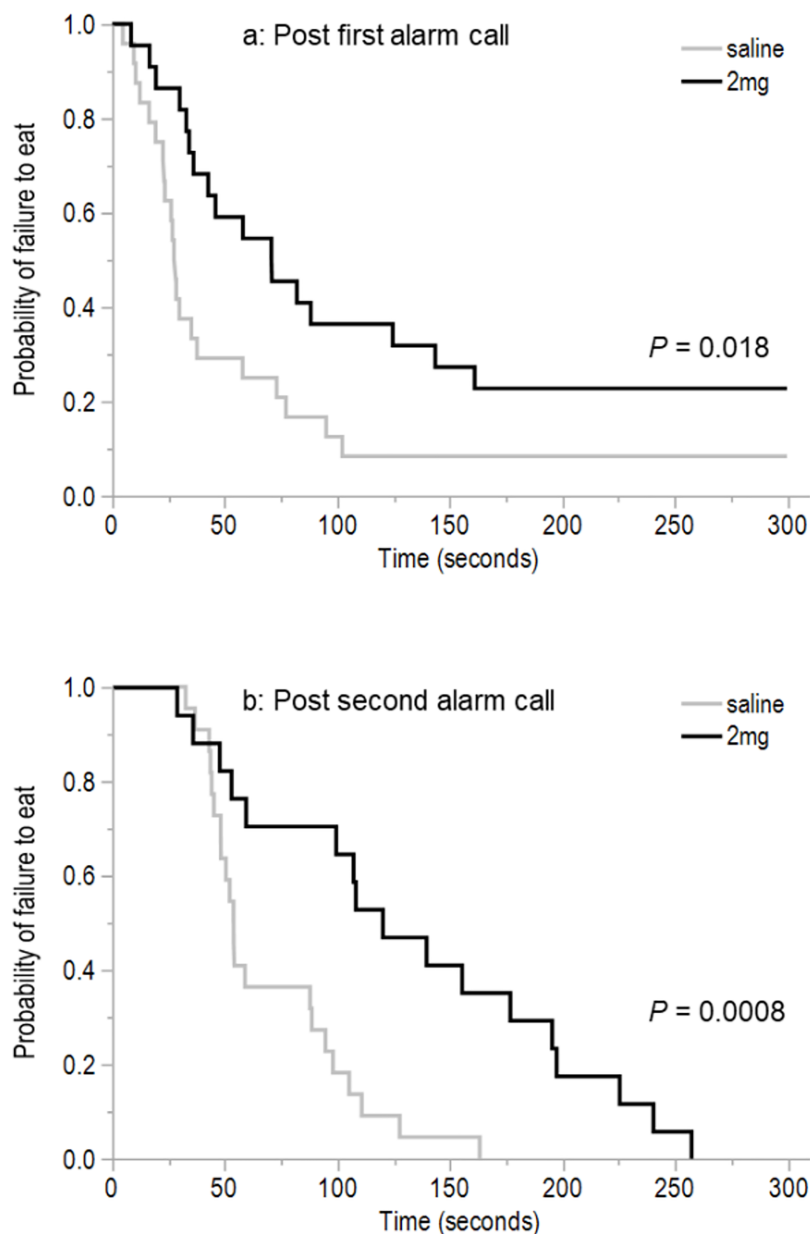 a: Post first alarm call
saline
2mg
Probability of failure to eat
1.0
0.8
0.6
0.4
0.2
0.0
P = 0.018
0 50 100 150 200 250 300
Time (seconds)
b: Post second alarm call
saline
2mg
Probability of failure to eat
1.0
0.8
0.6
0.4
0.2
0.0
P = 0.0008
0 50 100 150 200 250 300
Time (seconds)